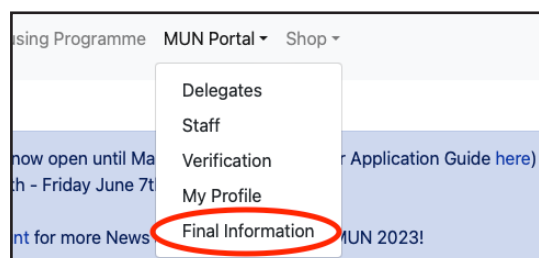 using Programme MUN Portal Shop
Delegates
Staff
now open until Ma Verification r Application Guide here)
th - Friday June 7t My Profile
nt for more News Final Information MUN 2023!